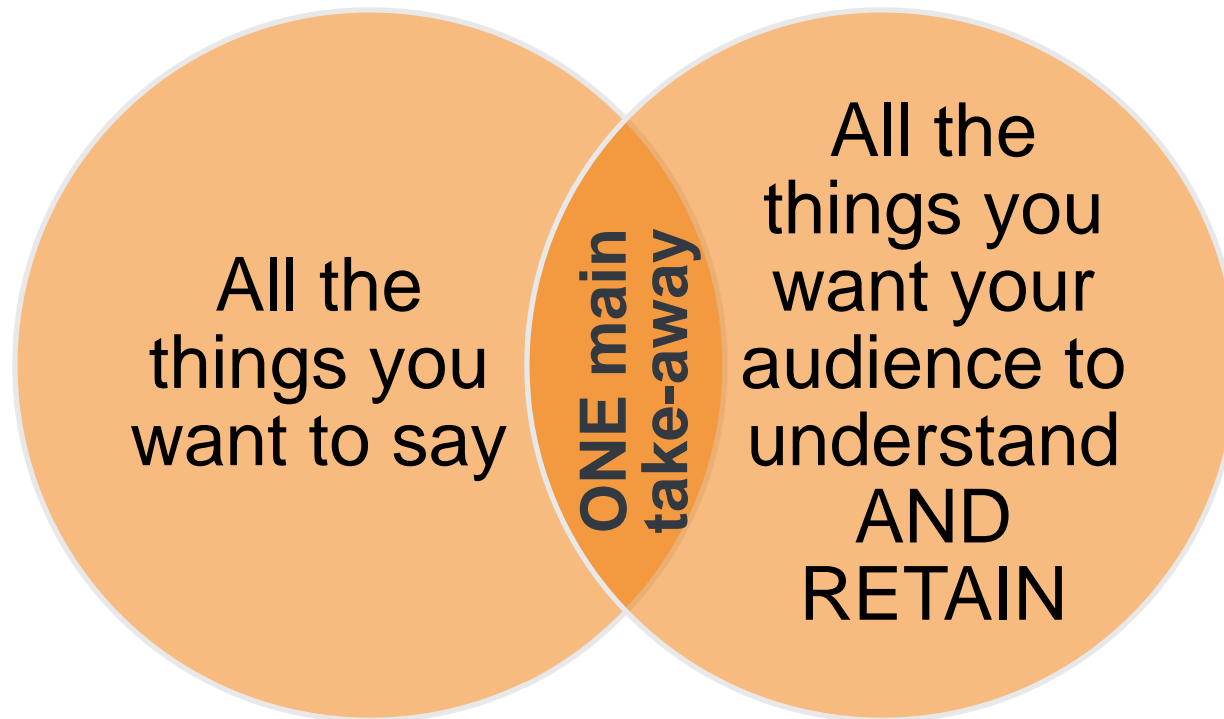 All the
things you
want to say
ONE main
take-away
All the
things you
want your
audience to
understand
AND
RETAIN